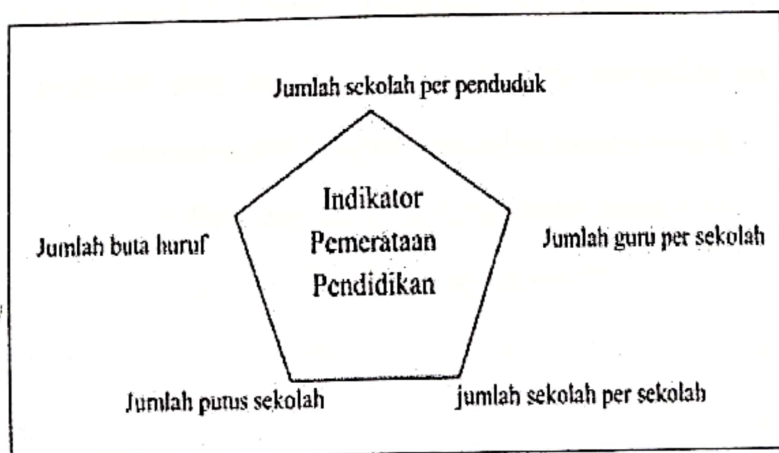 Jumlah sekolah per penduduk
Indikator
Pemerataan
Pendidikan
Jumlah buta huruf
Jumlah guru per sekolah
Jumlah putus sekolah
jumlah sekolah per sekolah